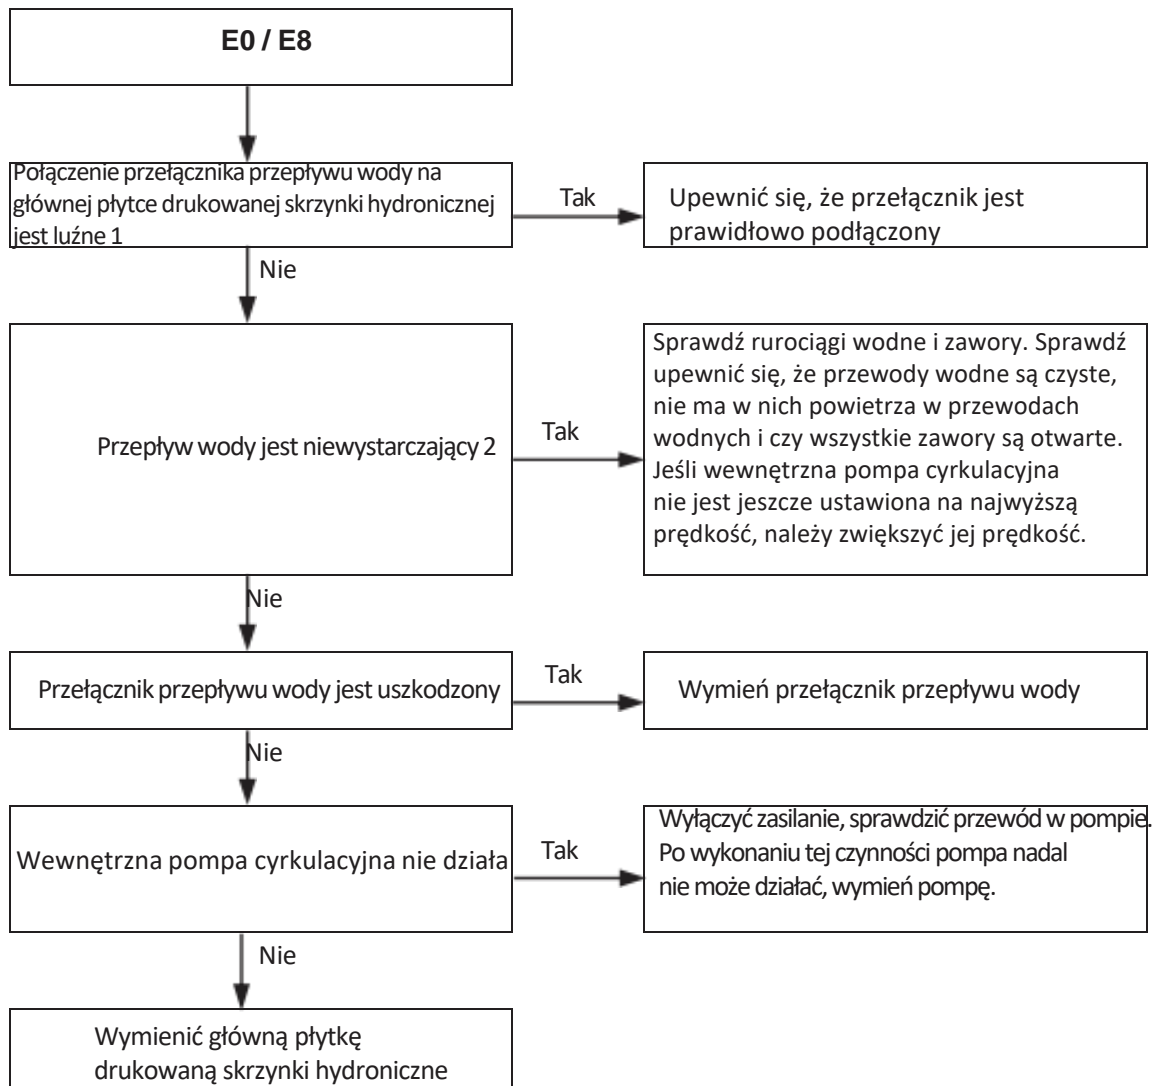 E0 / E8
Połączenie przełącznika przepływu wody na
głównej płytce drukowanej skrzynki hydronicznej
jest luźne 1
Tak
Upewnić się, że przełącznik jest
prawidłowo podłączony
Nie
Przepływ wody jest niewystarczający 2
Tak
Sprawdź rurociągi wodne i zawory. Sprawdź
upewnić się, że przewody wodne są czyste,
nie ma w nich powietrza w przewodach
wodnych i czy wszystkie zawory są otwarte.
Jeśli wewnętrzna pompa cyrkulacyjna
nie jest jeszcze ustawiona na najwyższą
prędkość, należy zwiększyć jej prędkość.
Nie
Przełącznik przepływu wody jest uszkodzony
Tak
Wymień przełącznik przepływu wody
Nie
Wewnętrzna pompa cyrkulacyjna nie działa
Tak
Wyłączyć zasilanie, sprawdzić przewód w pompie.
Po wykonaniu tej czynności pompa nadal
nie może działać, wymień pompę.
Nie
Wymienić główną płytkę
drukowaną skrzynki hydroniczne